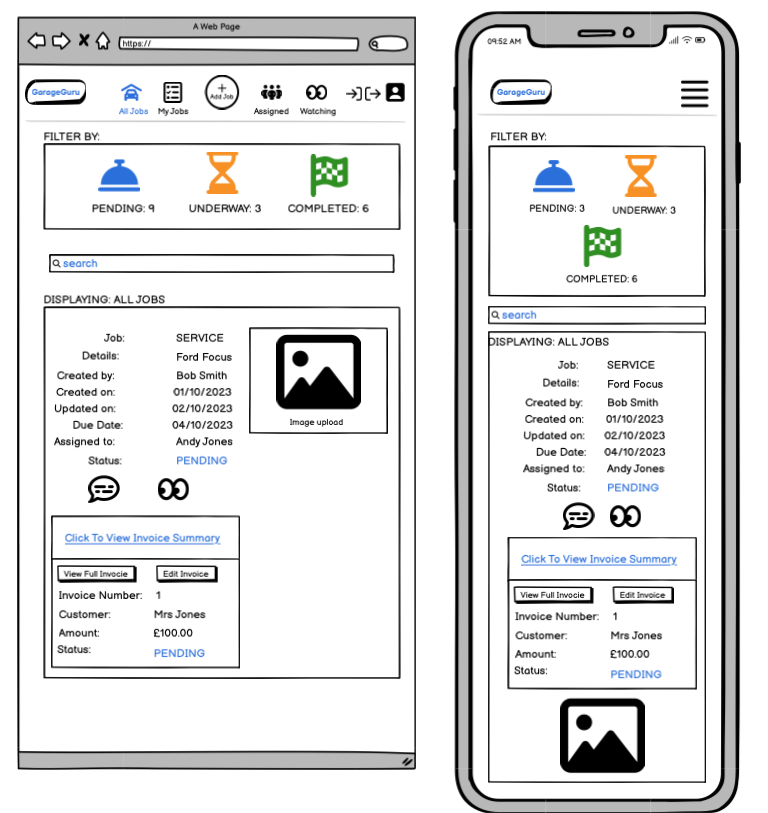 A Web Page
https://
GarageGuru
All Jobs
My Jobs
Add Job
Assigned
Watching
FILTER BY:
PENDING: 9
UNDERWAY: 3
COMPLETED: 6
search
DISPLAYING: ALL JOBS
Job: SERVICE
Details: Ford Focus
Created by: Bob Smith
Created on: 01/10/2023
Updated on: 02/10/2023
Due Date: 04/10/2023
Assigned to: Andy Jones
Status: PENDING
Image upload
Click To View Invoice Summary
View Full Invocie
Edit Invoice
Invoice Number: 1
Customer: Mrs Jones
Amount: £100.00
Status: PENDING
09:52 AM
GarageGuru
FILTER BY:
PENDING: 3
UNDERWAY: 3
COMPLETED: 6
search
DISPLAYING: ALL JOBS
Job: SERVICE
Details: Ford Focus
Created by: Bob Smith
Created on: 01/10/2023
Updated on: 02/10/2023
Due Date: 04/10/2023
Assigned to: Andy Jones
Status: PENDING
Click To View Invoice Summary
View Full Invocie
Edit Invoice
Invoice Number: 1
Customer: Mrs Jones
Amount: £100.00
Status: PENDING